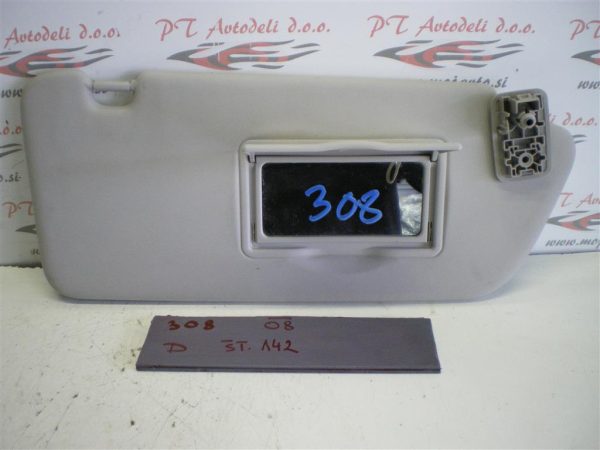 PT Avtodeli d.o.o.
PT Avtodeli d.o.o.
308
308 08
D ŠT. 142